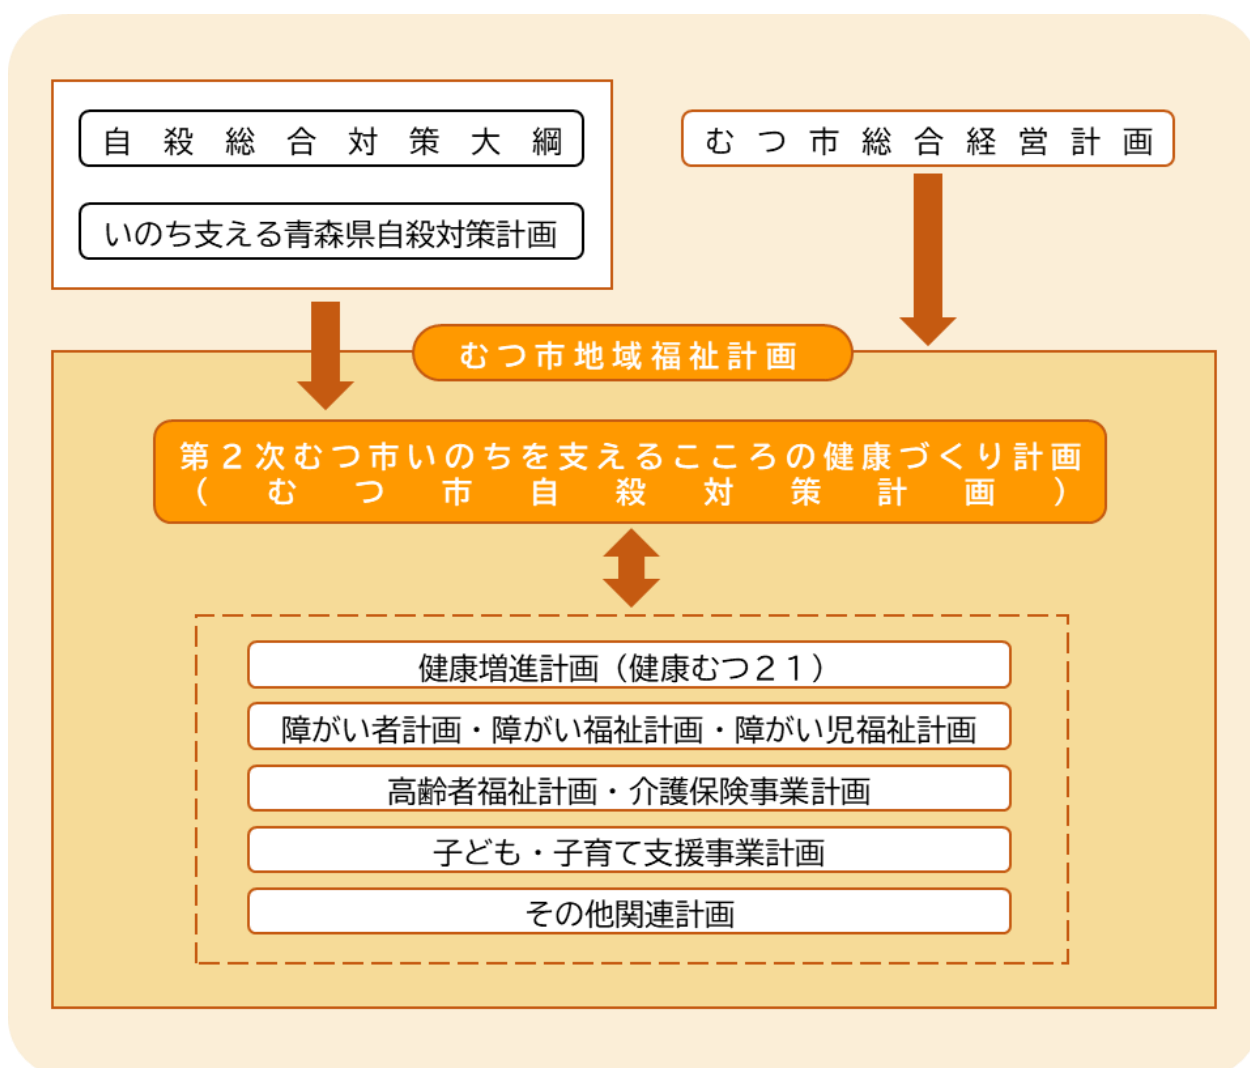 自殺総合対策大綱
いのち支える青森県自殺対策計画
むつ市総合経営計画
むつ市地域福祉計画
第２次むつ市いのちを支えるこころの健康づくり計画
（むつ市自殺対策計画）
健康増進計画（健康むつ２１）
障がい者計画・障がい福祉計画・障がい児福祉計画
高齢者福祉計画・介護保険事業計画
子ども・子育て支援事業計画
その他関連計画